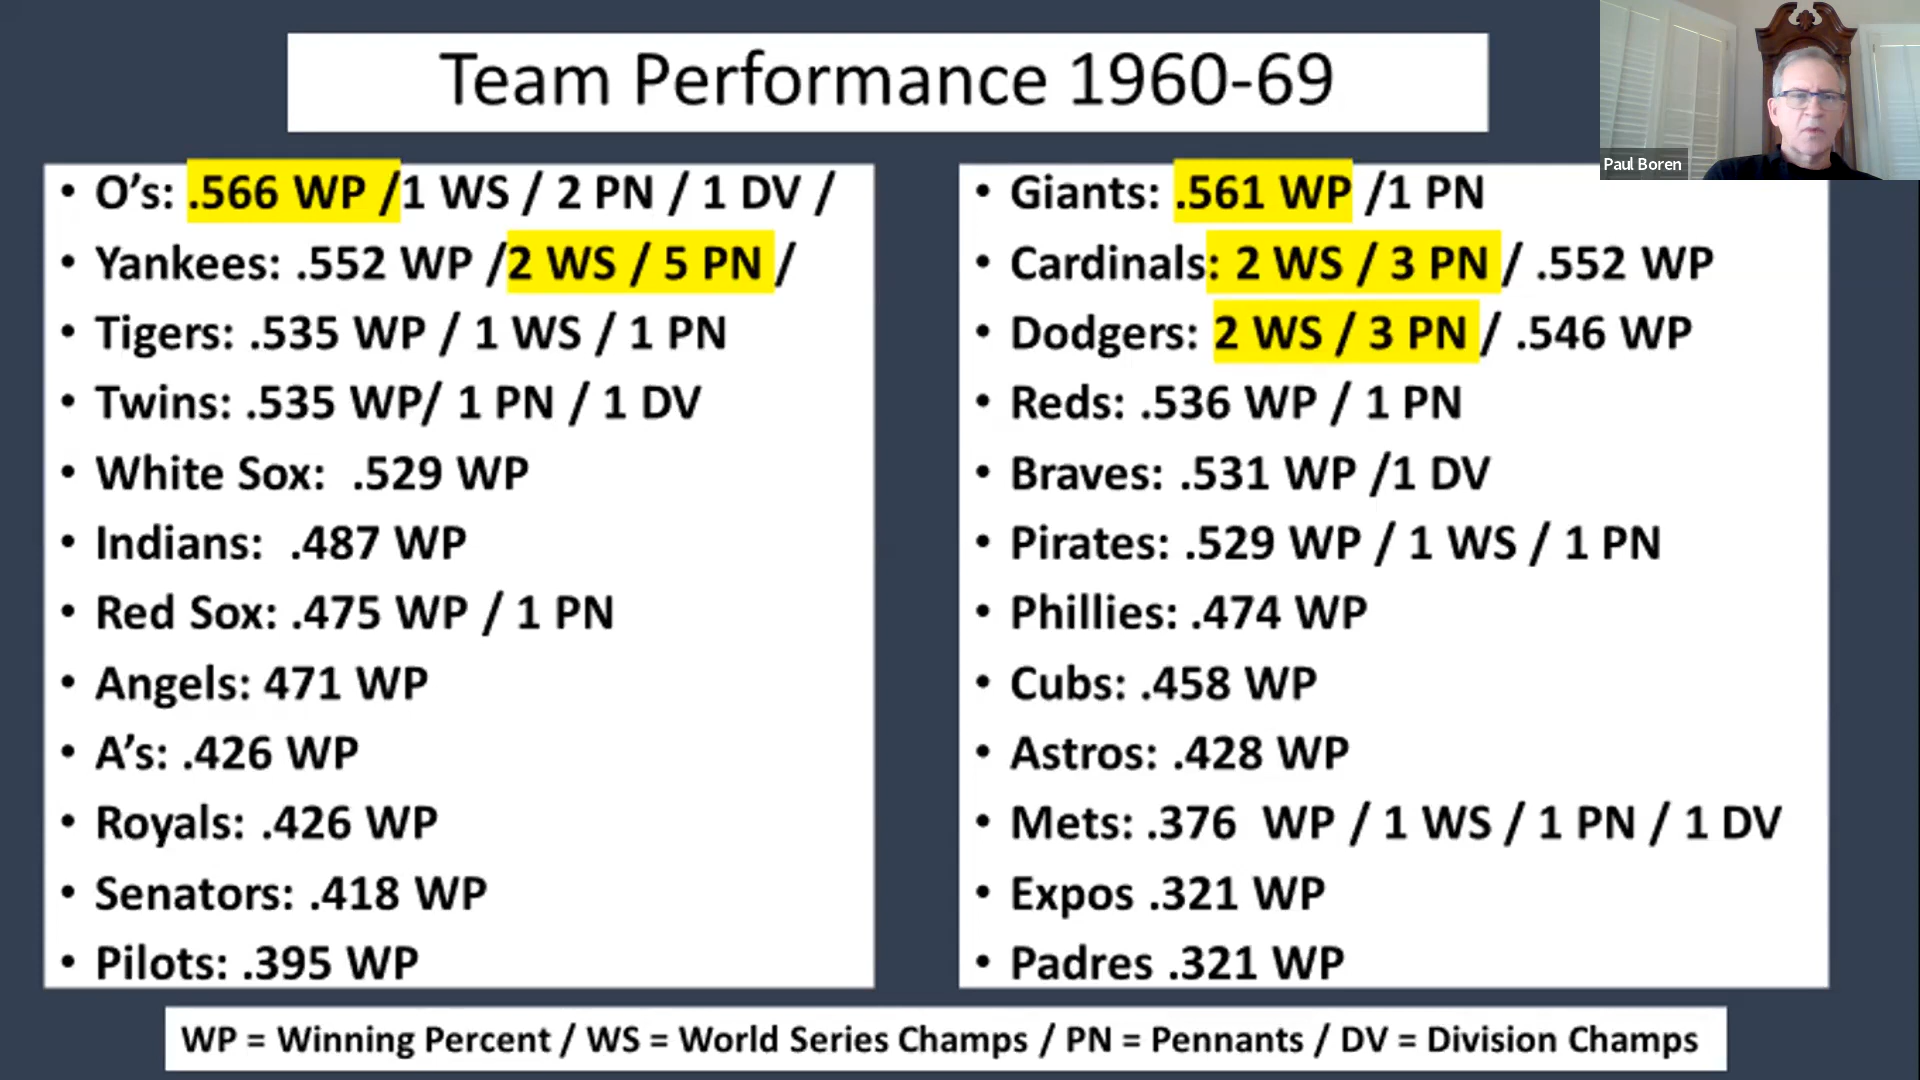 Team Performance 1960-69
Paul Boren
• O's: .566 WP /1 WS / 2 PN / 1 DV /
• Yankees: .552 WP /2 WS / 5 PN /
• Tigers: .535 WP / 1 WS / 1 PN
• Twins: .535 WP/ 1 PN / 1 DV
• White Sox: .529 WP
• Indians: .487 WP
• Red Sox: .475 WP / 1 PN
• Angels: 471 WP
• A's: .426 WP
• Royals: .426 WP
• Senators: .418 WP
• Pilots: .395 WP
• Giants: .561 WP /1 PN
• Cardinals: 2 WS / 3 PN / .552 WP
• Dodgers: 2 WS / 3 PN / .546 WP
• Reds: .536 WP / 1 PN
• Braves: .531 WP /1 DV
• Pirates: .529 WP / 1 WS / 1 PN
• Phillies: .474 WP
• Cubs: .458 WP
• Astros: .428 WP
• Mets: .376 WP / 1 WS / 1 PN / 1 DV
• Expos .321 WP
• Padres .321 WP
WP = Winning Percent / WS = World Series Champs / PN = Pennants / DV = Division Champs